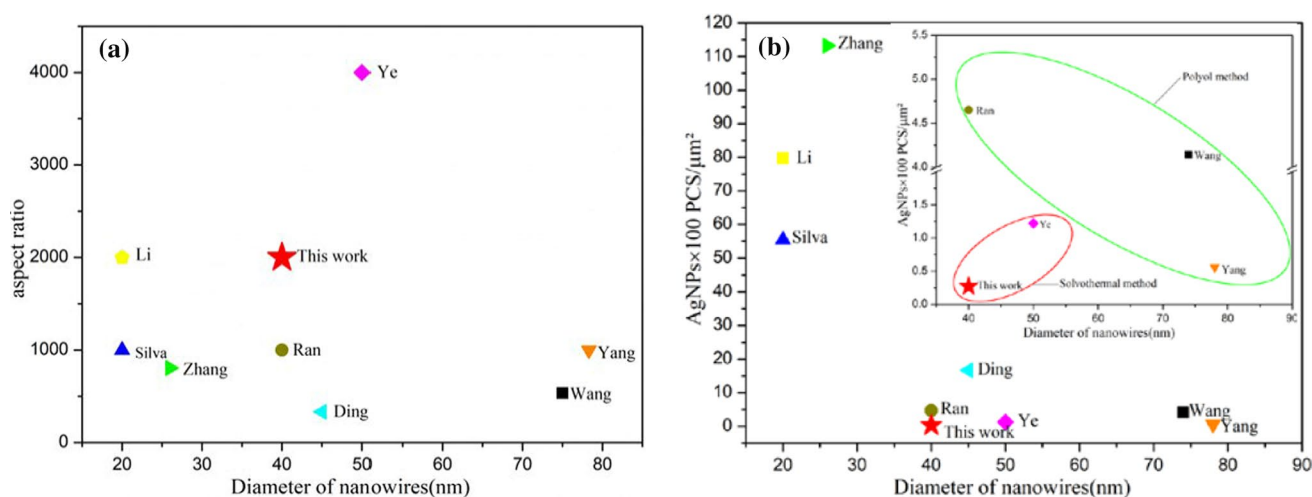 (a)
aspect ratio
4000
3000
2000
1000
0
Ye
Li
This work
Silva
Zhang
Ran
Ding
Yang
Wang
20
30
40
50
60
70
80
Diameter of nanowires(nm)
(b)
AgNPs×100 PCS/μm²
120
110
100
90
80
70
60
50
40
30
20
10
0
Zhang
Li
Silva
Ding
Ran
This work
Ye
Wang
Yang
10
20
30
40
50
60
70
80
90
Diameter of nanowires(nm)
AgNPs×100 PCS/μm²
5.5
5.0
4.5
4.0
1.5
1.0
0.5
0.0
Polyol method
Ran
Wang
Ye
Yang
This work
Solvothermal method
40
50
60
70
80
90
Diameter of nanowires(nm)